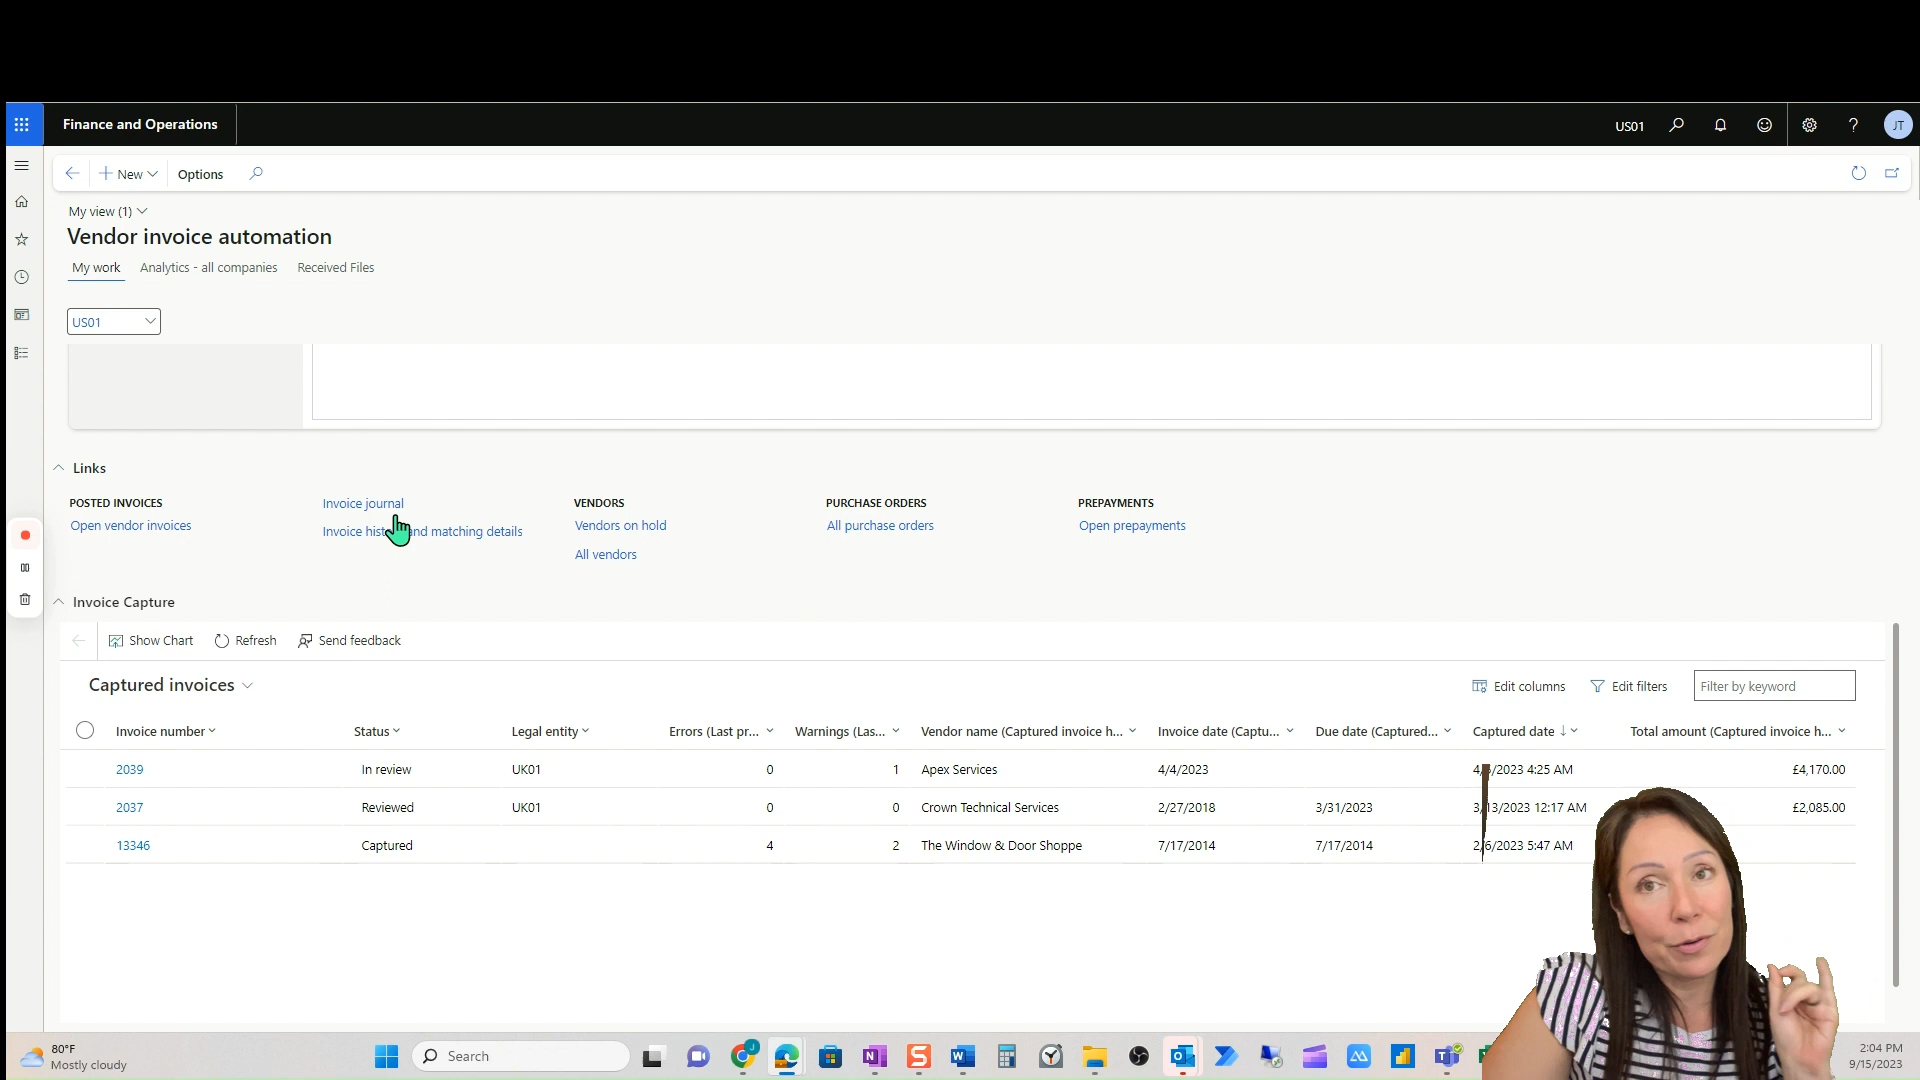 Finance and Operations
US01
JT
New
Options
My view (1)
Vendor invoice automation
My work
Analytics - all companies
Received Files
US01
Links
POSTED INVOICES
Open vendor invoices
Invoice journal
Invoice hist nd matching details
VENDORS
Vendors on hold
All vendors
PURCHASE ORDERS
All purchase orders
PREPAYMENTS
Open prepayments
Invoice Capture
Show Chart Refresh Send feedback
Captured invoices
Edit columns Edit filters Filter by keyword
Invoice number Status Legal entity Errors (Last pr... Warnings (Las... Vendor name (Captured invoice h... Invoice date (Captu... Due date (Captured... Captured date Total amount (Captured invoice h...
2039 In review UK01 0 1 Apex Services 4/4/2023 /2023 4:25 AM £4,170.00
2037 Reviewed UK01 0 0 Crown Technical Services 2/27/2018 3/31/2023 3/13/2023 12:17 AM £2,085.00
13346 Captured 4 2 The Window & Door Shoppe 7/17/2014 7/17/2014 2/6/2023 5:47 AM
80°F
Mostly cloudy
Search
2:04 PM
9/15/2023